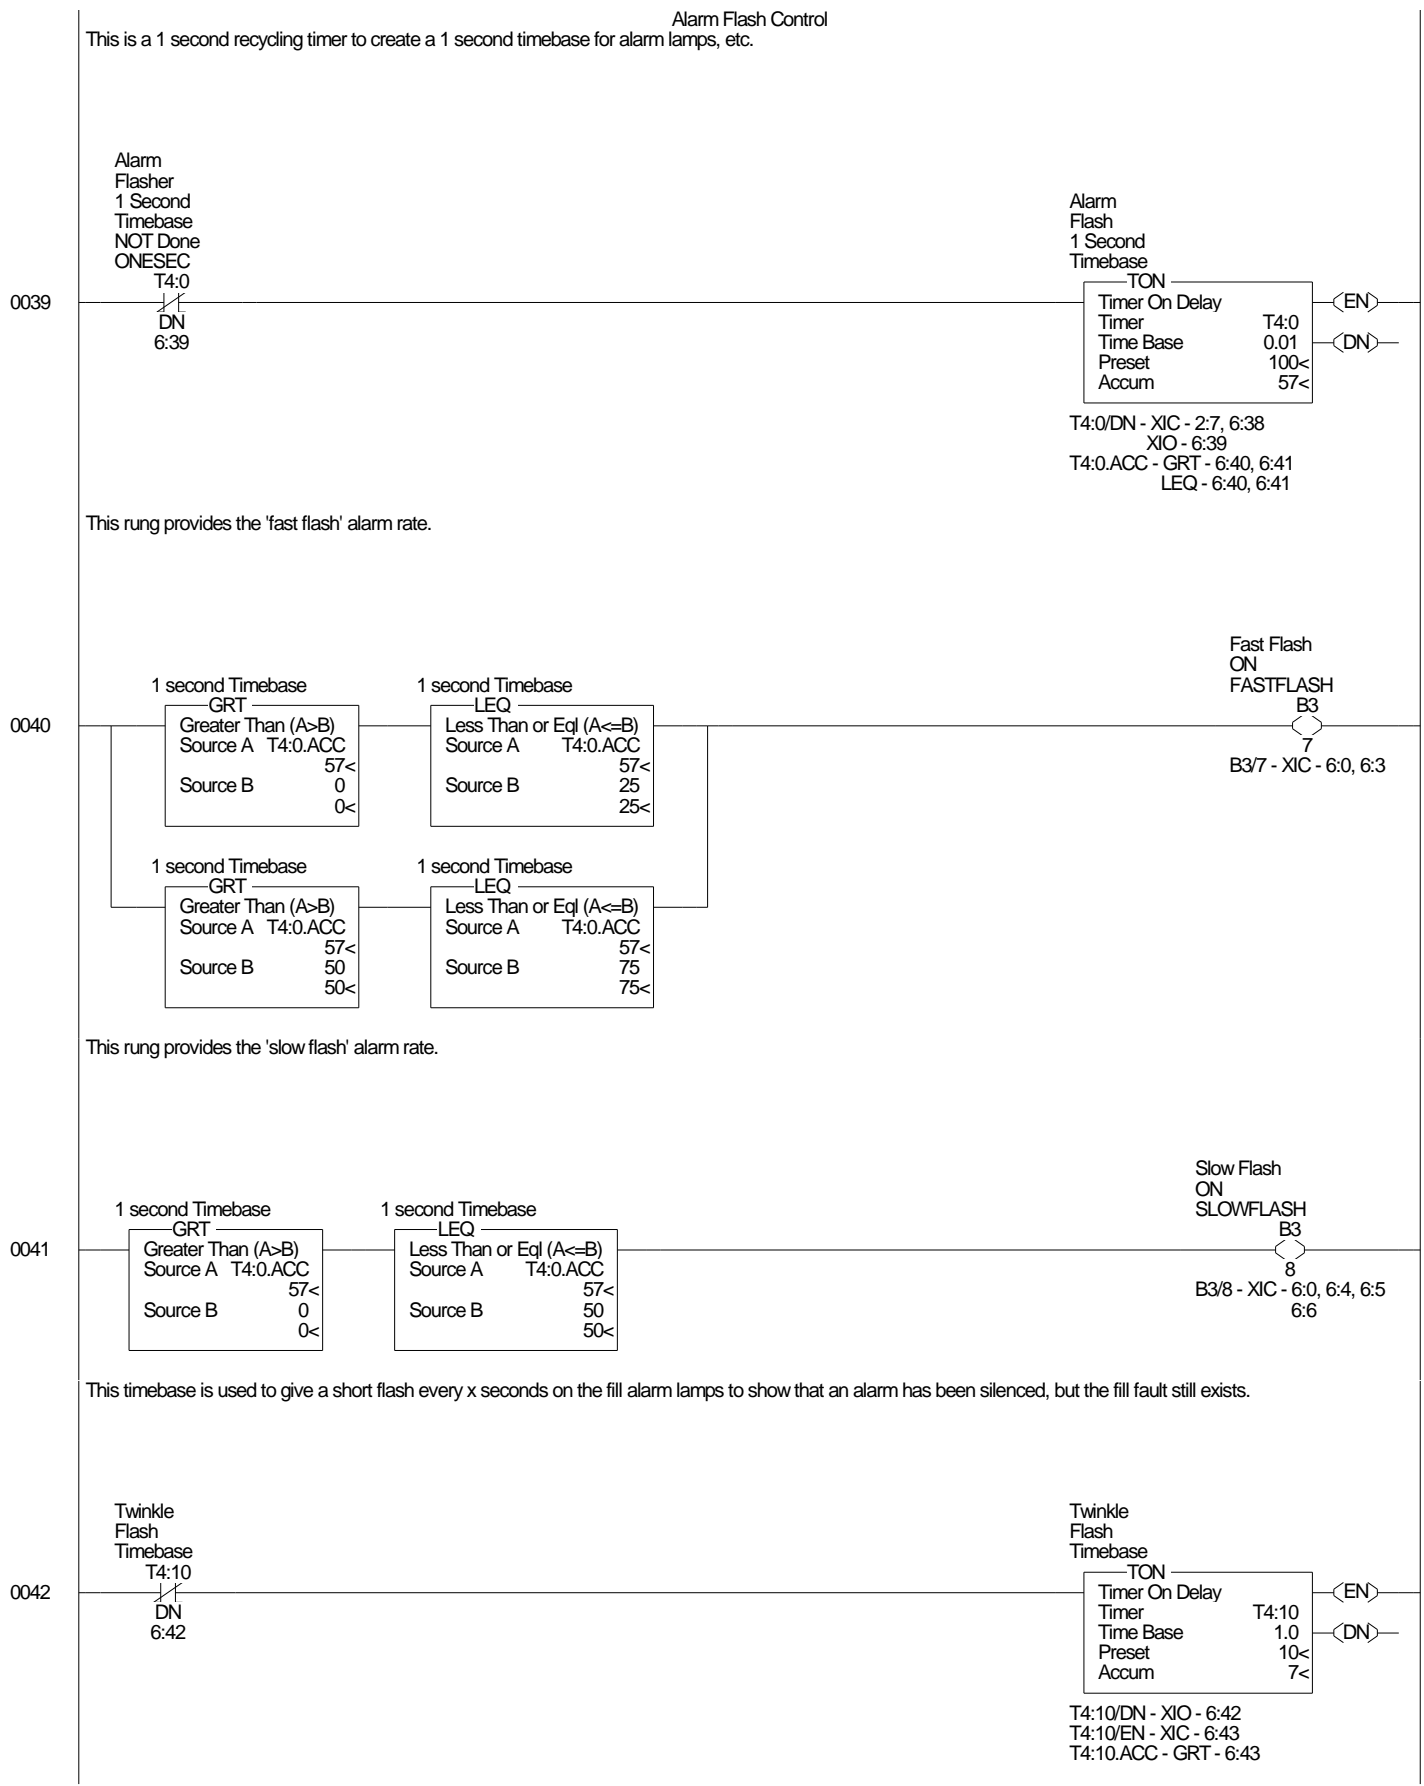 Alarm Flash Control
This is a 1 second recycling timer to create a 1 second timebase for alarm lamps, etc.
Alarm
Flasher
1 Second
Timebase
NOT Done
ONESEC
T4:0
DN
6:39
0039
Alarm
Flash
1 Second
Timebase
TON
Timer On Delay
Timer T4:0
Time Base 0.01
Preset 100<
Accum 57<
EN
DN
T4:0/DN - XIC - 2:7, 6:38
XIO - 6:39
T4:0.ACC - GRT - 6:40, 6:41
LEQ - 6:40, 6:41
This rung provides the 'fast flash' alarm rate.
0040
1 second Timebase
GRT
Greater Than (A>B)
Source A T4:0.ACC
57<
Source B 0
0<
1 second Timebase
LEQ
Less Than or Eql (A<=B)
Source A T4:0.ACC
57<
Source B 25
25<
Fast Flash
ON
FASTFLASH
B3
7
B3/7 - XIC - 6:0, 6:3
1 second Timebase
GRT
Greater Than (A>B)
Source A T4:0.ACC
57<
Source B 50
50<
1 second Timebase
LEQ
Less Than or Eql (A<=B)
Source A T4:0.ACC
57<
Source B 75
75<
This rung provides the 'slow flash' alarm rate.
0041
1 second Timebase
GRT
Greater Than (A>B)
Source A T4:0.ACC
57<
Source B 0
0<
1 second Timebase
LEQ
Less Than or Eql (A<=B)
Source A T4:0.ACC
57<
Source B 50
50<
Slow Flash
ON
SLOWFLASH
B3
8
B3/8 - XIC - 6:0, 6:4, 6:5
6:6
This timebase is used to give a short flash every x seconds on the fill alarm lamps to show that an alarm has been silenced, but the fill fault still exists.
0042
Twinkle
Flash
Timebase
T4:10
DN
6:42
Twinkle
Flash
Timebase
TON
Timer On Delay
Timer T4:10
Time Base 1.0
Preset 10<
Accum 7<
EN
DN
T4:10/DN - XIO - 6:42
T4:10/EN - XIC - 6:43
T4:10.ACC - GRT - 6:43